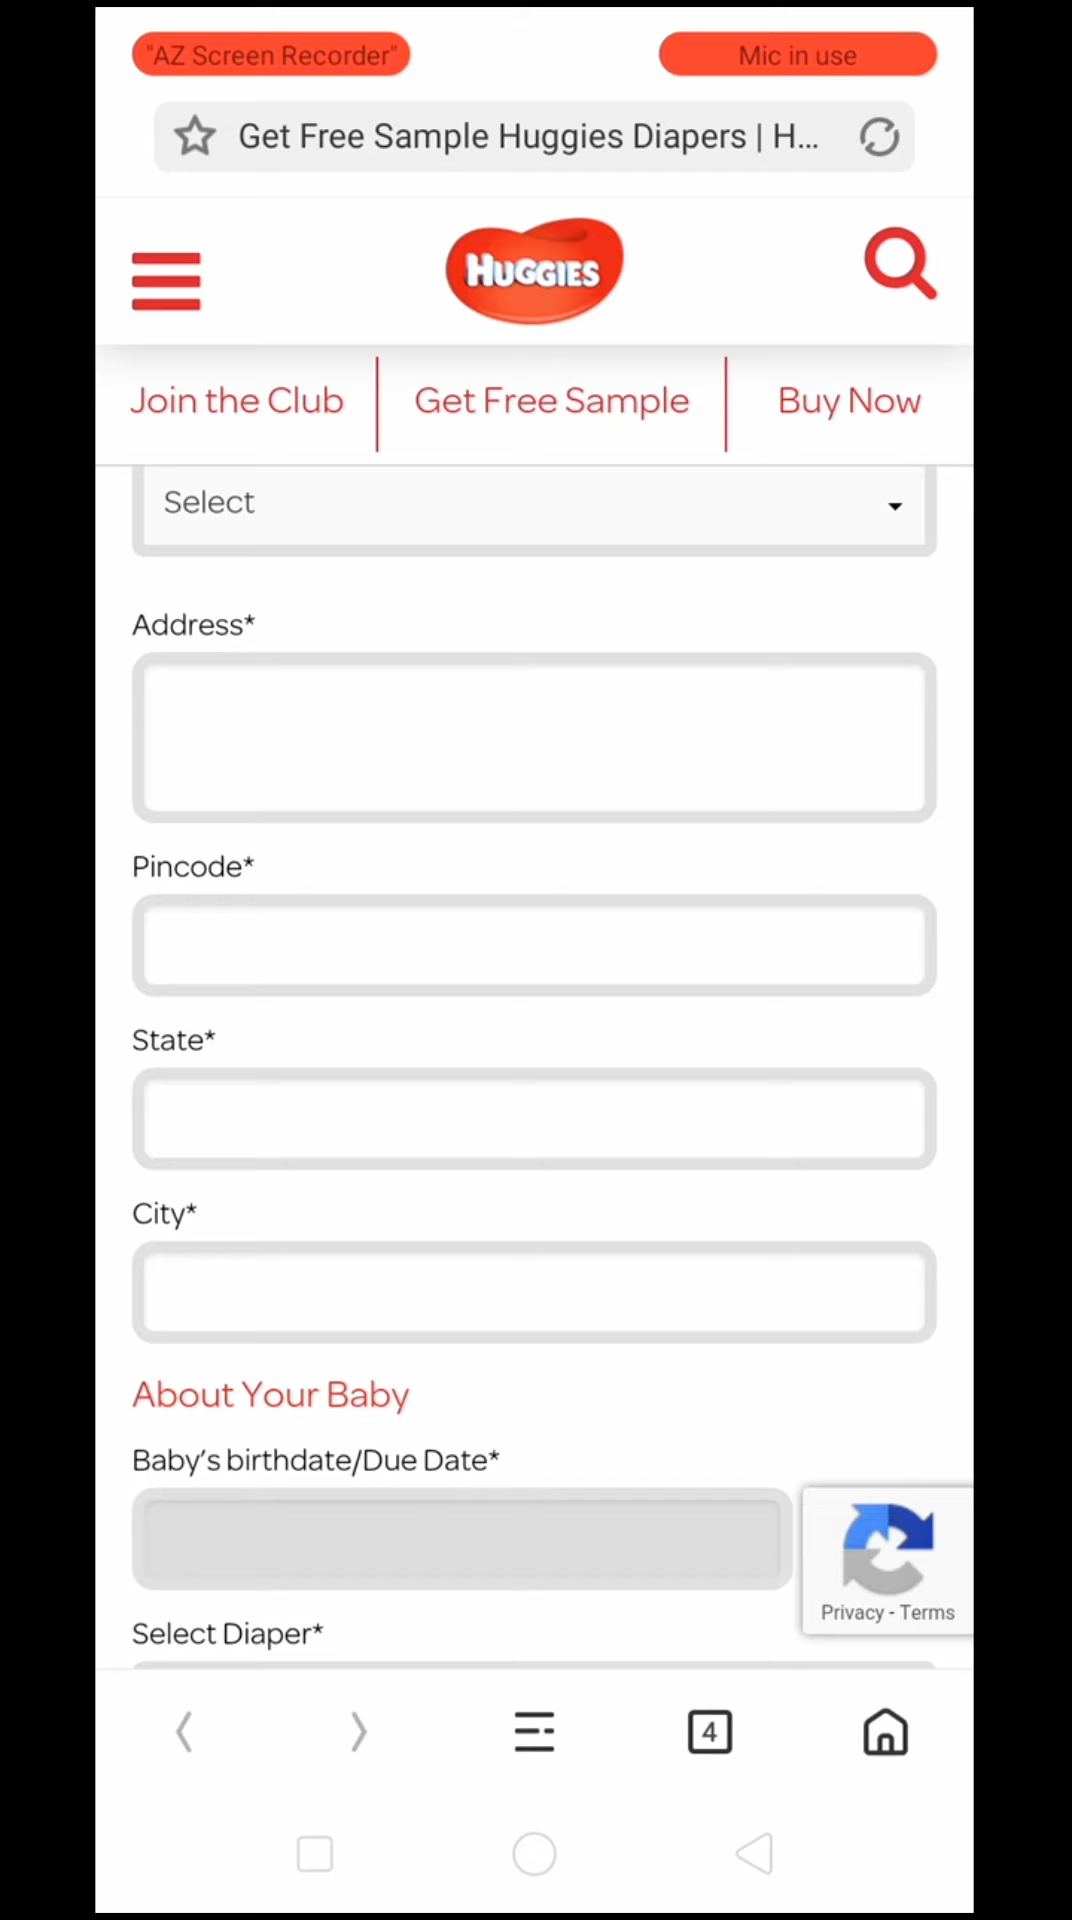 "AZ Screen Recorder"
Mic in use
Get Free Sample Huggies Diapers | H...
HUGGIES
Join the Club
Get Free Sample
Buy Now
Select
Address*
Pincode*
State*
City*
About Your Baby
Baby's birthdate/Due Date*
Privacy - Terms
Select Diaper*
4